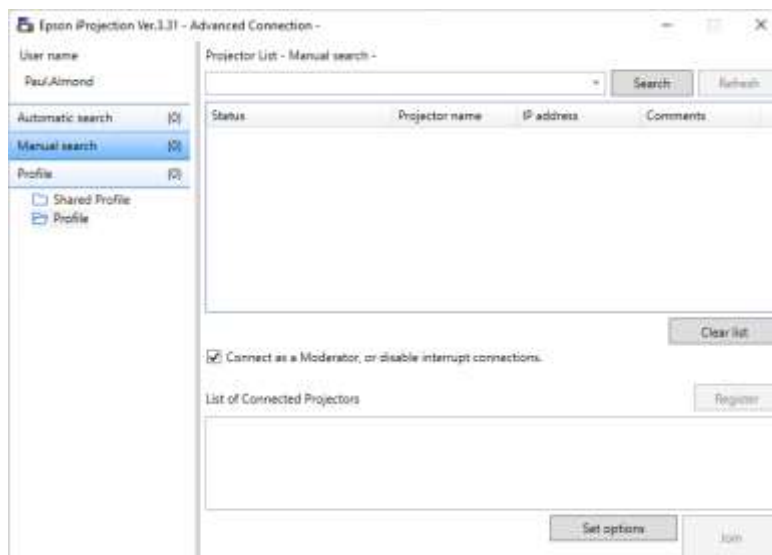 Epson iProjection Ver.3.31 - Advanced Connection -
User name
Paul.Almond
Automatic search (0)
Manual search (0)
Profile (0)
Shared Profile
Profile
Projector List - Manual search -
Search Refresh
Status Projector name IP address Comments
Clear list
Connect as a Moderator, or disable interrupt connections.
List of Connected Projectors Register
Set options Join